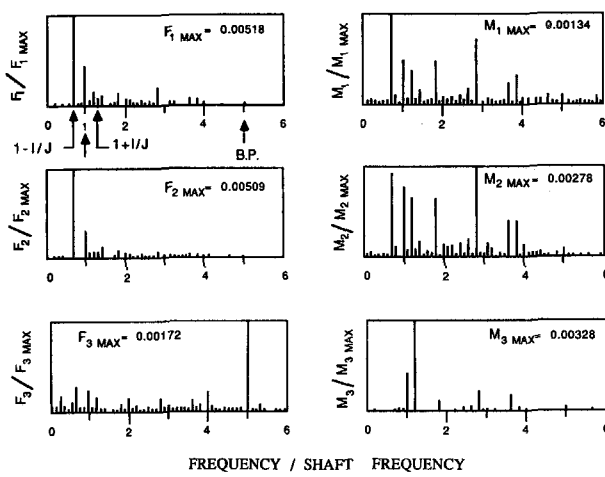 F1 / F1 MAX
F1 MAX= 0.00518
0 1 2 4 6
1-I/J
1+I/J
B.P.
M1 / M1 MAX
M1 MAX= 0.00134
0 2 4 6
F2 / F2 MAX
F2 MAX= 0.00509
0 2 4 6
M2 / M2 MAX
M2 MAX= 0.00278
0 2 4 6
F3 / F3 MAX
F3 MAX= 0.00172
0 2 4 6
M3 / M3 MAX
M3 MAX= 0.00328
0 2 4 6
FREQUENCY / SHAFT FREQUENCY